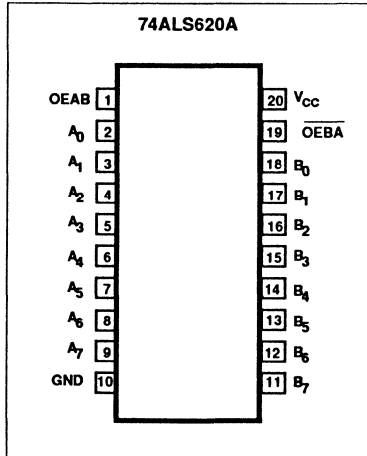 74ALS620A
OEAB 1 20 VCC
A0 2 19 OEBA
A1 3 18 B0
A2 4 17 B1
A3 5 16 B2
A4 6 15 B3
A5 7 14 B4
A6 8 13 B5
A7 9 12 B6
GND 10 11 B7